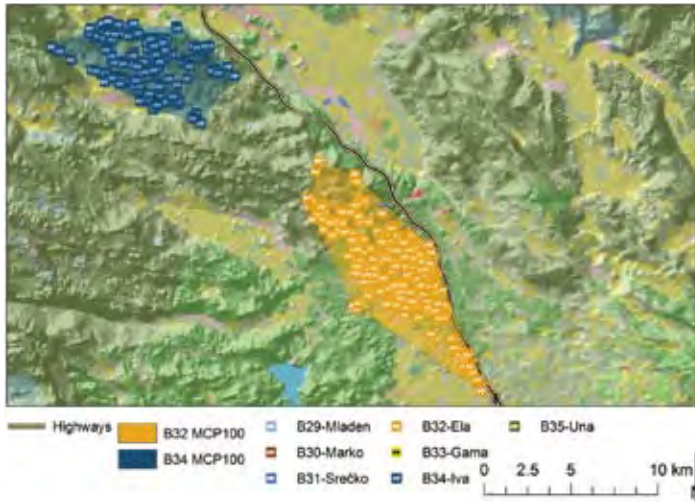 Highways
B32 MCP100
B34 MCP100
B29-Mladen
B30-Marko
B31-Srečko
B32-Ela
B33-Gama
B34-Iva
B35-Una
0 2.5 5 10 km